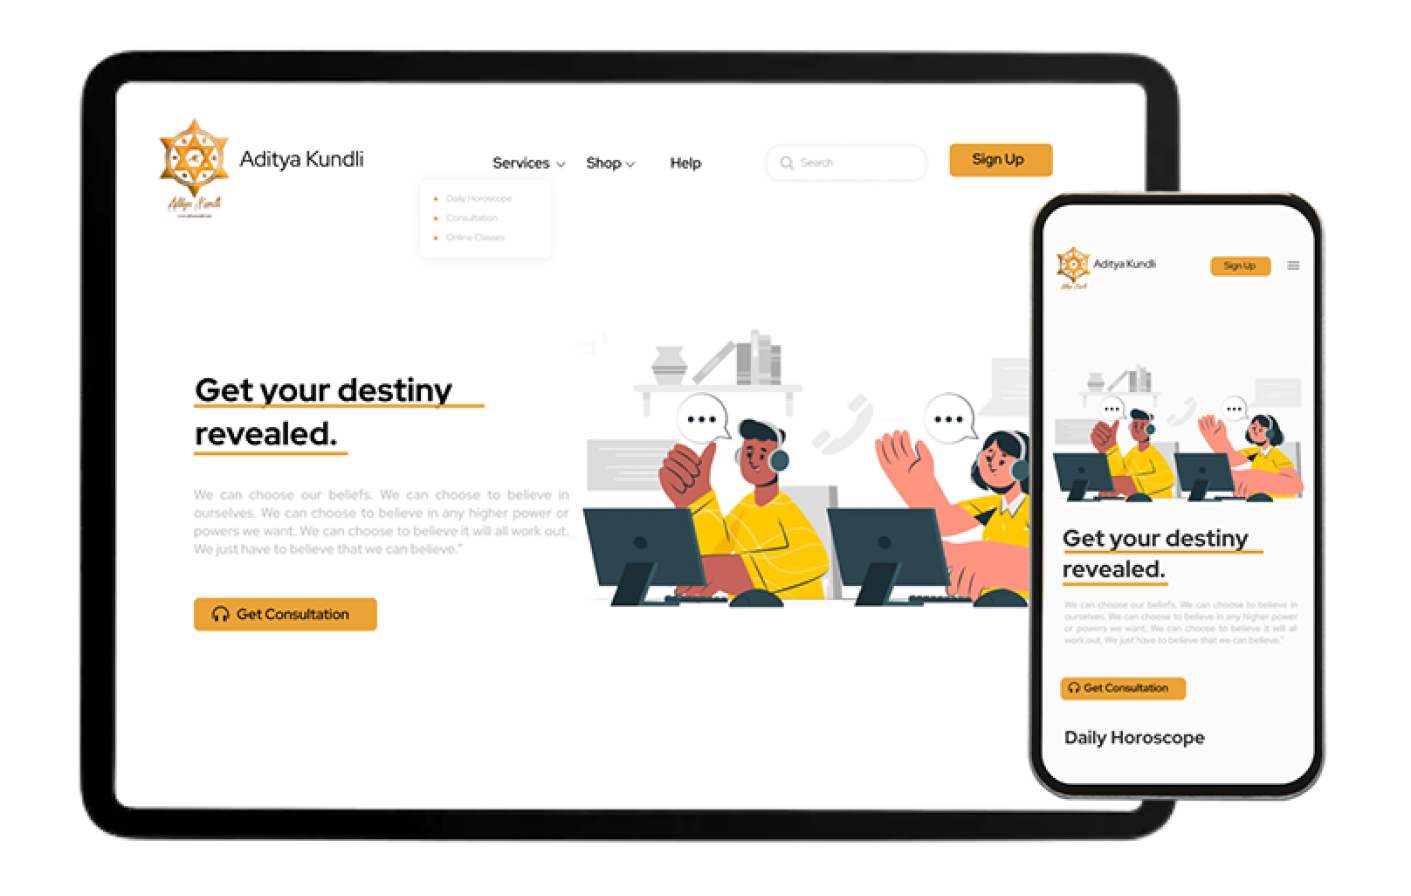 Aditya Kundli
Services
Shop
Help
Search
Sign Up
Aditya Kundli
Daily Horoscope
Consultation
Online Classes
Get your destiny
revealed.
We can choose our beliefs. We can choose to believe in
ourselves. We can choose to believe in any higher power or
powers we want. We can choose to believe it will all work out.
We just have to believe that we can believe."
Get Consultation
Aditya Kundli
Sign Up
Get your destiny
revealed.
We can choose our beliefs. We can choose to believe in
ourselves. We can choose to believe in any higher power
or powers we want. We can choose to believe it will all
work out. We just have to believe that we can believe."
Get Consultation
Daily Horoscope